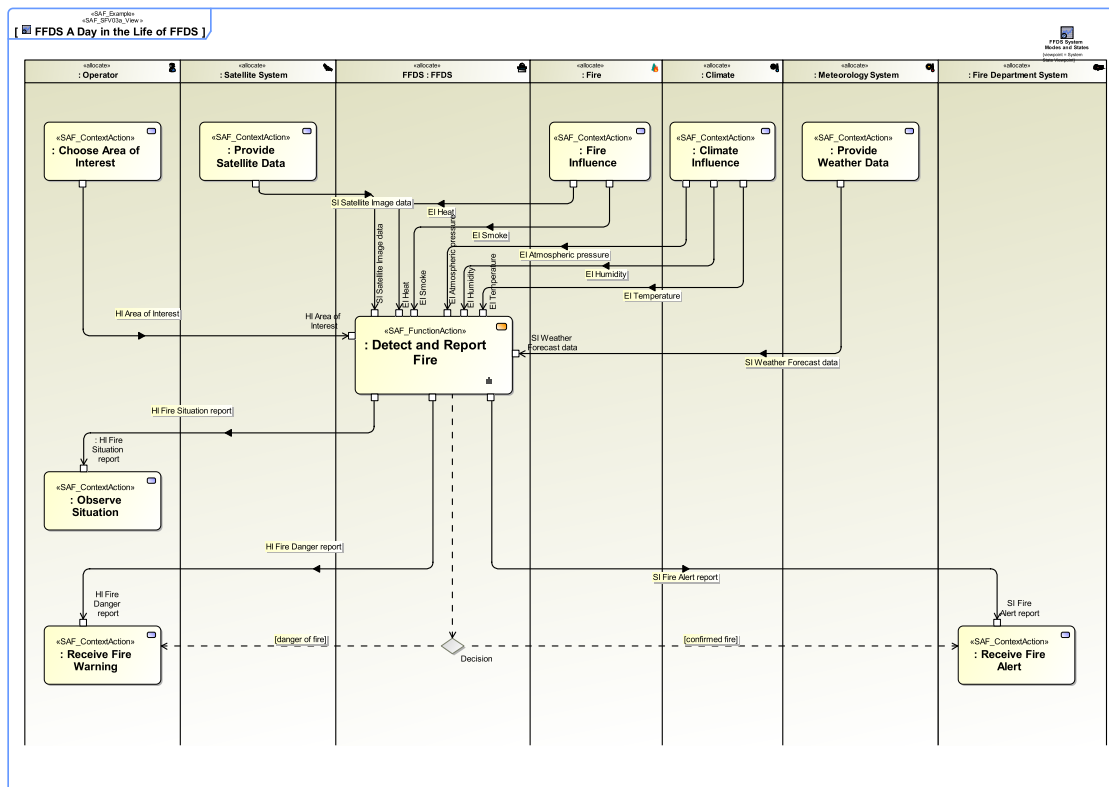 «SAF_Example»
«SAF_SFV03a_View »
[ FFDS A Day in the Life of FFDS ]
FFDS System
Modes and States
(viewpoint = System
State Viewpoint)
«allocate»
: Operator
«allocate»
: Satellite System
«allocate»
FFDS : FFDS
«allocate»
: Fire
«allocate»
: Climate
«allocate»
: Meteorology System
«allocate»
: Fire Department System
«SAF_ContextAction»
: Choose Area of
Interest
«SAF_ContextAction»
: Provide
Satellite Data
«SAF_ContextAction»
: Fire
Influence
«SAF_ContextAction»
: Climate
Influence
«SAF_ContextAction»
: Provide
Weather Data
SI Satellite Image data
EI Heat
EI Smoke
EI Atmospheric pressure
EI Humidity
EI Temperature
SI Satellite Image data
EI Heat
EI Smoke
EI Atmospheric pressure
EI Humidity
EI Temperature
HI Area of Interest
HI Area of
Interest
«SAF_FunctionAction»
: Detect and Report
Fire
SI Weather
Forecast data
SI Weather Forecast data
HI Fire Situation report
: HI Fire
Situation
report
«SAF_ContextAction»
: Observe
Situation
HI Fire Danger report
SI Fire Alert report
HI Fire
Danger
report
SI Fire
Alert report
«SAF_ContextAction»
: Receive Fire
Warning
[danger of fire]
Decision
[confirmed fire]
«SAF_ContextAction»
: Receive Fire
Alert